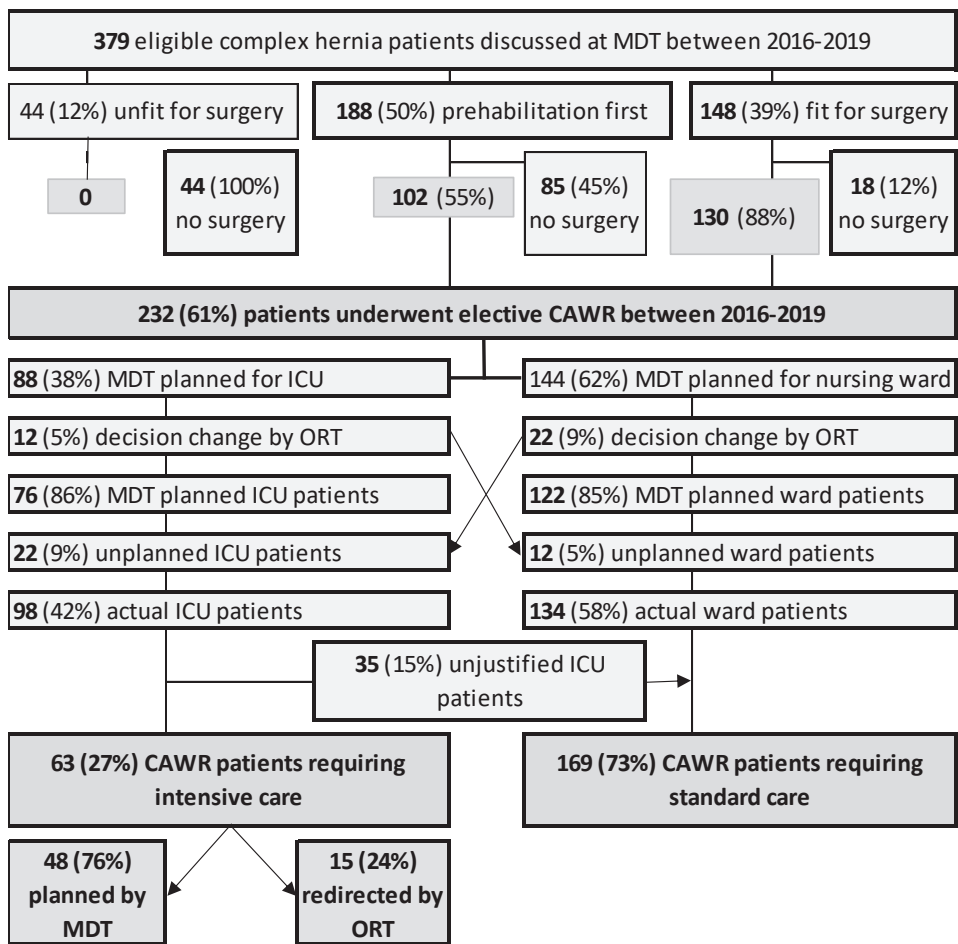 379 eligible complex hernia patients discussed at MDT between 2016-2019
44 (12%) unfit for surgery
188 (50%) prehabilitation first
148 (39%) fit for surgery
0
44 (100%)
no surgery
102 (55%)
85 (45%)
no surgery
130 (88%)
18 (12%)
no surgery
232 (61%) patients underwent elective CAWR between 2016-2019
88 (38%) MDT planned for ICU
144 (62%) MDT planned for nursing ward
12 (5%) decision change by ORT
22 (9%) decision change by ORT
76 (86%) MDT planned ICU patients
122 (85%) MDT planned ward patients
22 (9%) unplanned ICU patients
12 (5%) unplanned ward patients
98 (42%) actual ICU patients
134 (58%) actual ward patients
35 (15%) unjustified ICU
patients
63 (27%) CAWR patients requiring
intensive care
169 (73%) CAWR patients requiring
standard care
48 (76%)
planned by
MDT
15 (24%)
redirected by
ORT